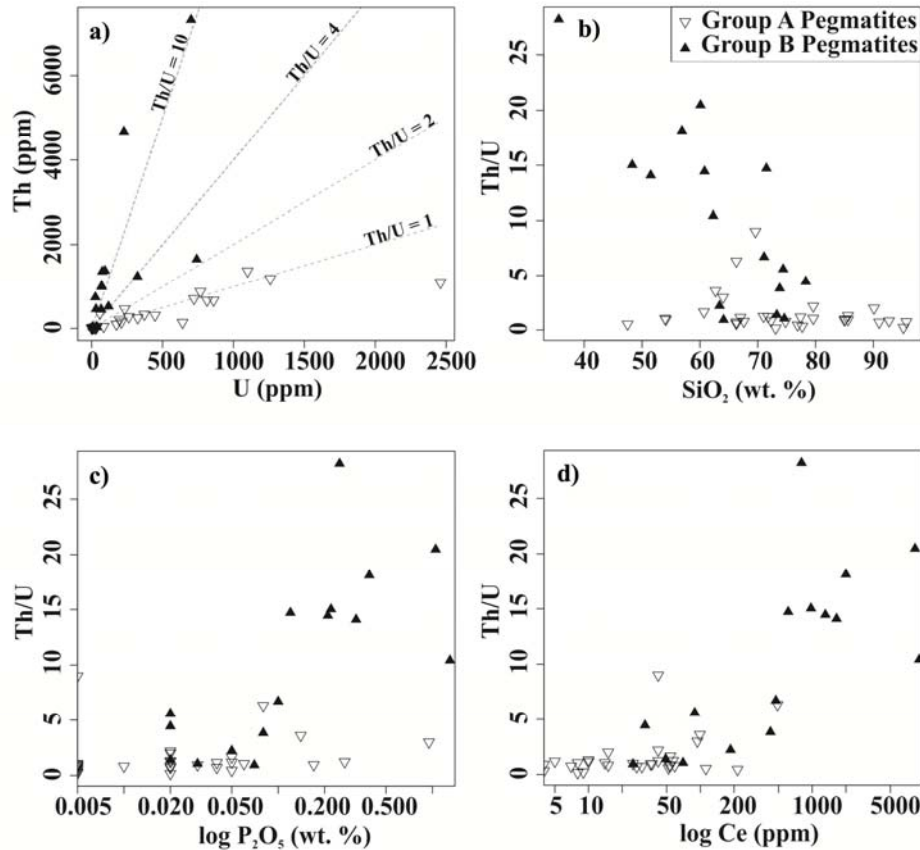 a)
Th/U = 10
Th/U = 4
Th/U = 2
Th/U = 1
Th (ppm)
0 2000 4000 6000
0 500 1000 1500 2000 2500
U (ppm)
b)
Group A Pegmatites
Group B Pegmatites
Th/U
0 5 10 15 20 25
40 50 60 70 80 90
SiO₂ (wt. %)
c)
Th/U
0 5 10 15 20 25
0.005 0.020 0.050 0.200 0.500
log P₂O₅ (wt. %)
d)
Th/U
0 5 10 15 20 25
5 10 50 200 1000 5000
log Ce (ppm)